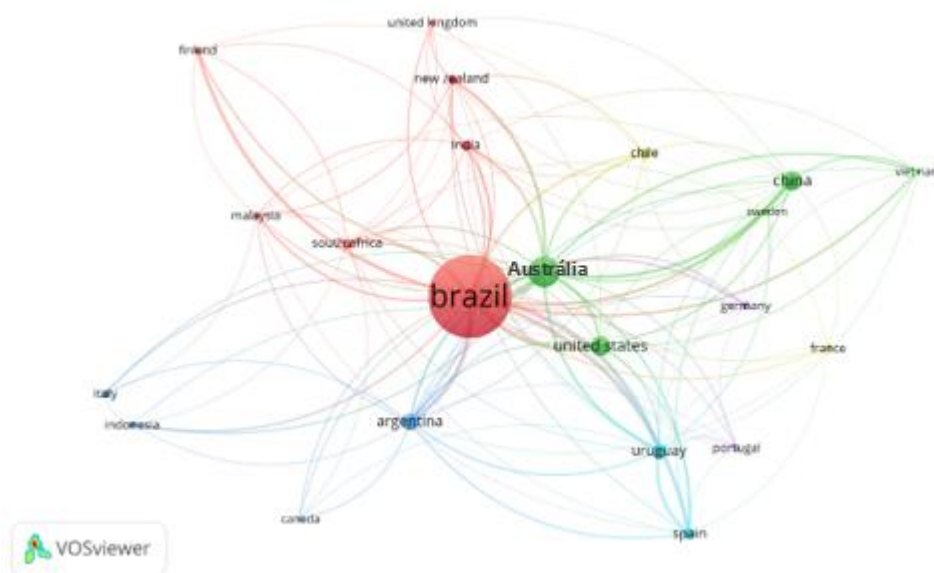 united kingdom
finland
new zealand
india
chile
china
vietnam
sweden
malaysia
south africa
Austrália
brazil
germany
united states
france
italy
indonesia
argentina
uruguay
portugal
canada
spain
VOSviewer